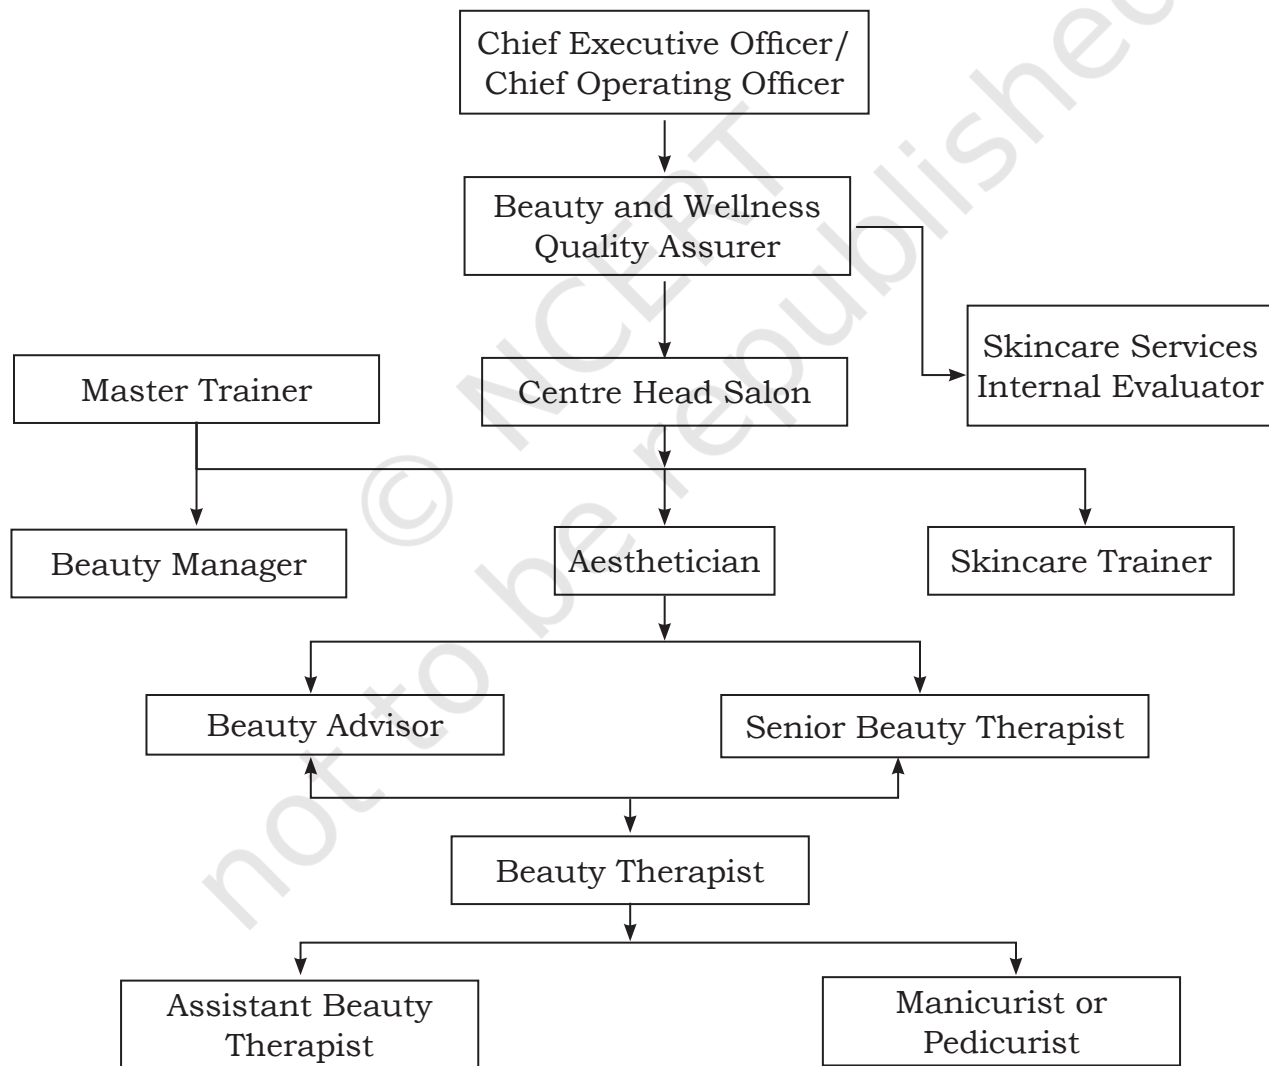 Chief Executive Officer/
Chief Operating Officer
Beauty and Wellness
Quality Assurer
Skincare Services
Internal Evaluator
Master Trainer
Centre Head Salon
Beauty Manager
Aesthetician
Skincare Trainer
Beauty Advisor
Senior Beauty Therapist
Beauty Therapist
Assistant Beauty
Therapist
Manicurist or
Pedicurist
© NCERT
not to be republished